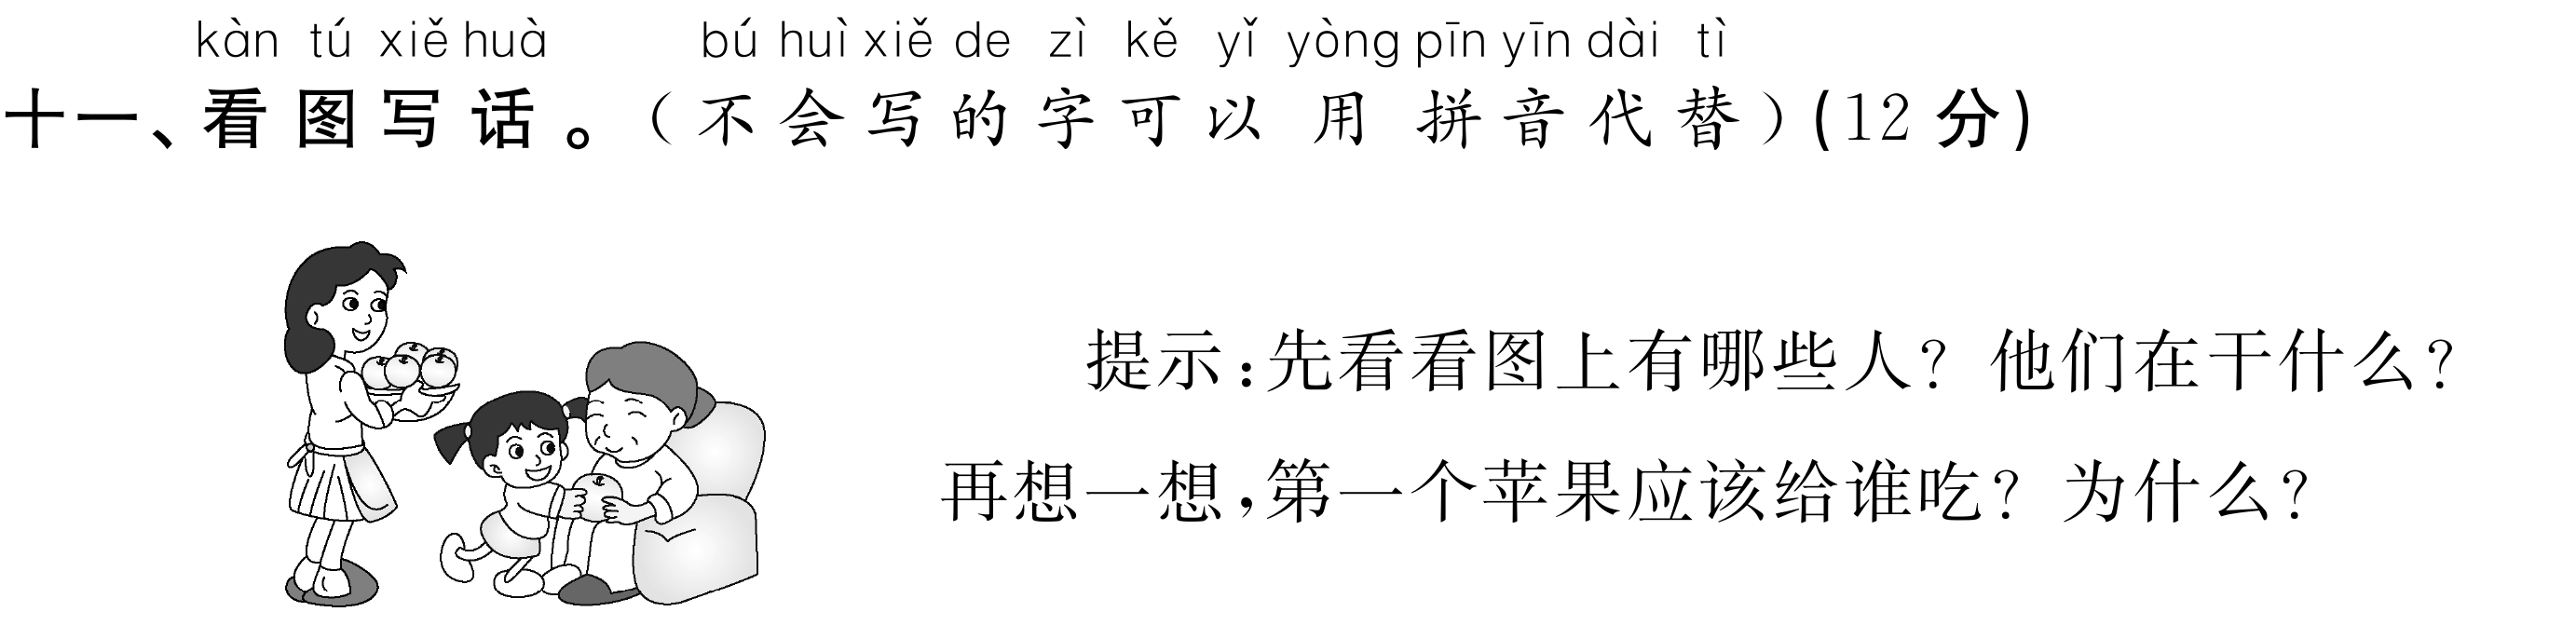 kàn tú xiě huà bú huì xiě de zì kě yǐ yòng pīn yīn dài tì
十一、看图写话。（不会写的字可以用拼音代替）(12分)
提示:先看看图上有哪些人？他们在干什么？
再想一想,第一个苹果应该给谁吃？为什么？